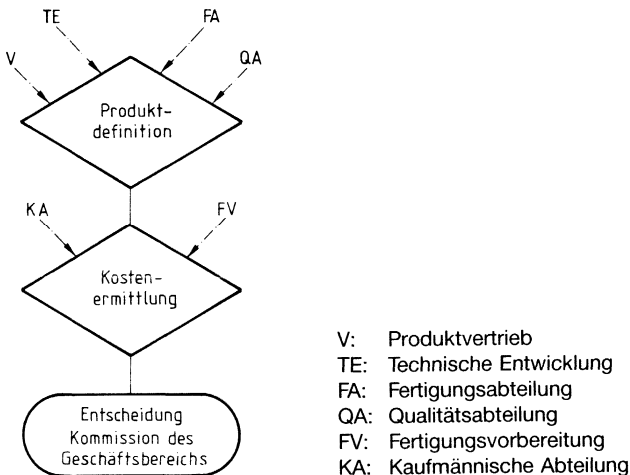 TE
FA
V
QA
Produkt-
definition
KA
FV
Kosten-
ermittlung
Entscheidung
Kommission des
Geschäftsbereichs
V: Produktvertrieb
TE: Technische Entwicklung
FA: Fertigungsabteilung
QA: Qualitätsabteilung
FV: Fertigungsvorbereitung
KA: Kaufmännische Abteilung